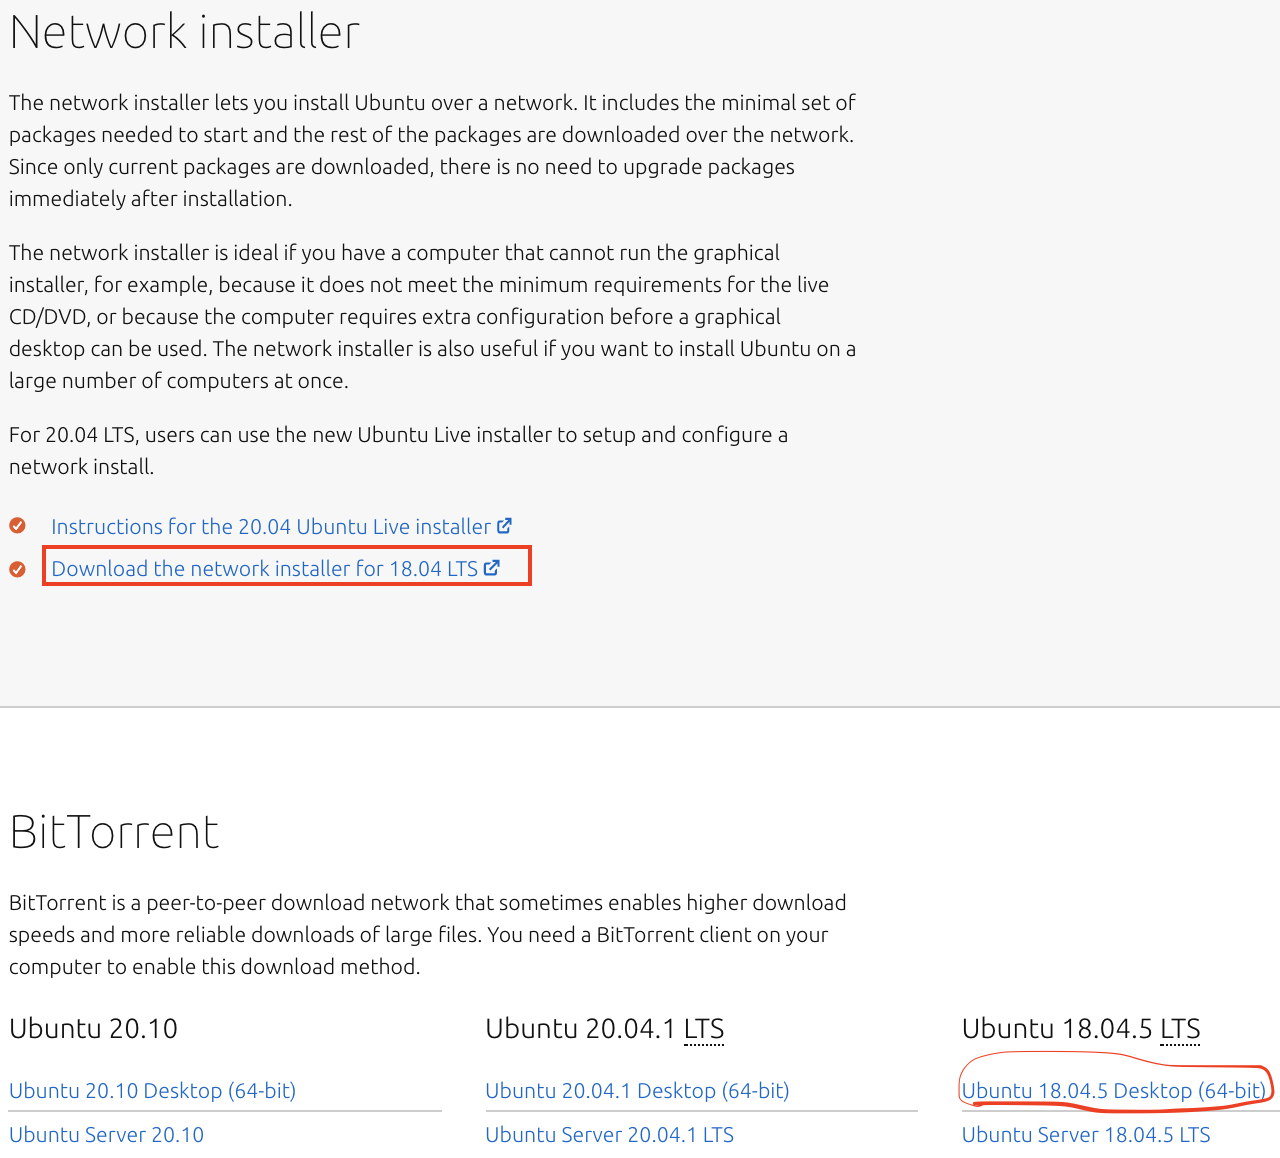 Network installer
The network installer lets you install Ubuntu over a network. It includes the minimal set of
packages needed to start and the rest of the packages are downloaded over the network.
Since only current packages are downloaded, there is no need to upgrade packages
immediately after installation.
The network installer is ideal if you have a computer that cannot run the graphical
installer, for example, because it does not meet the minimum requirements for the live
CD/DVD, or because the computer requires extra configuration before a graphical
desktop can be used. The network installer is also useful if you want to install Ubuntu on a
large number of computers at once.
For 20.04 LTS, users can use the new Ubuntu Live installer to setup and configure a
network install.
Instructions for the 20.04 Ubuntu Live installer
Download the network installer for 18.04 LTS
BitTorrent
BitTorrent is a peer-to-peer download network that sometimes enables higher download
speeds and more reliable downloads of large files. You need a BitTorrent client on your
computer to enable this download method.
Ubuntu 20.10
Ubuntu 20.10 Desktop (64-bit)
Ubuntu Server 20.10
Ubuntu 20.04.1 LTS
Ubuntu 20.04.1 Desktop (64-bit)
Ubuntu Server 20.04.1 LTS
Ubuntu 18.04.5 LTS
Ubuntu 18.04.5 Desktop (64-bit)
Ubuntu Server 18.04.5 LTS